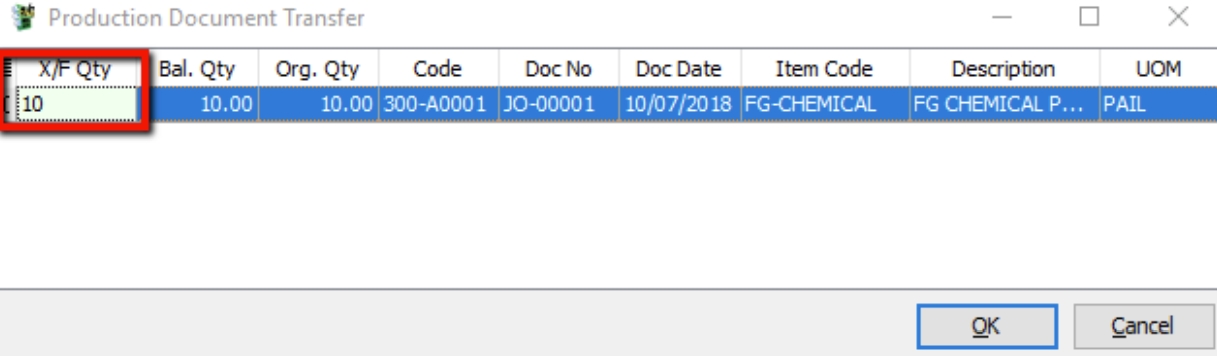 Production Document Transfer
X/F Qty Bal. Qty Org. Qty Code Doc No Doc Date Item Code Description UOM
10 10.00 10.00 300-A0001 JO-00001 10/07/2018 FG-CHEMICAL FG CHEMICAL P... PAIL
OK Cancel